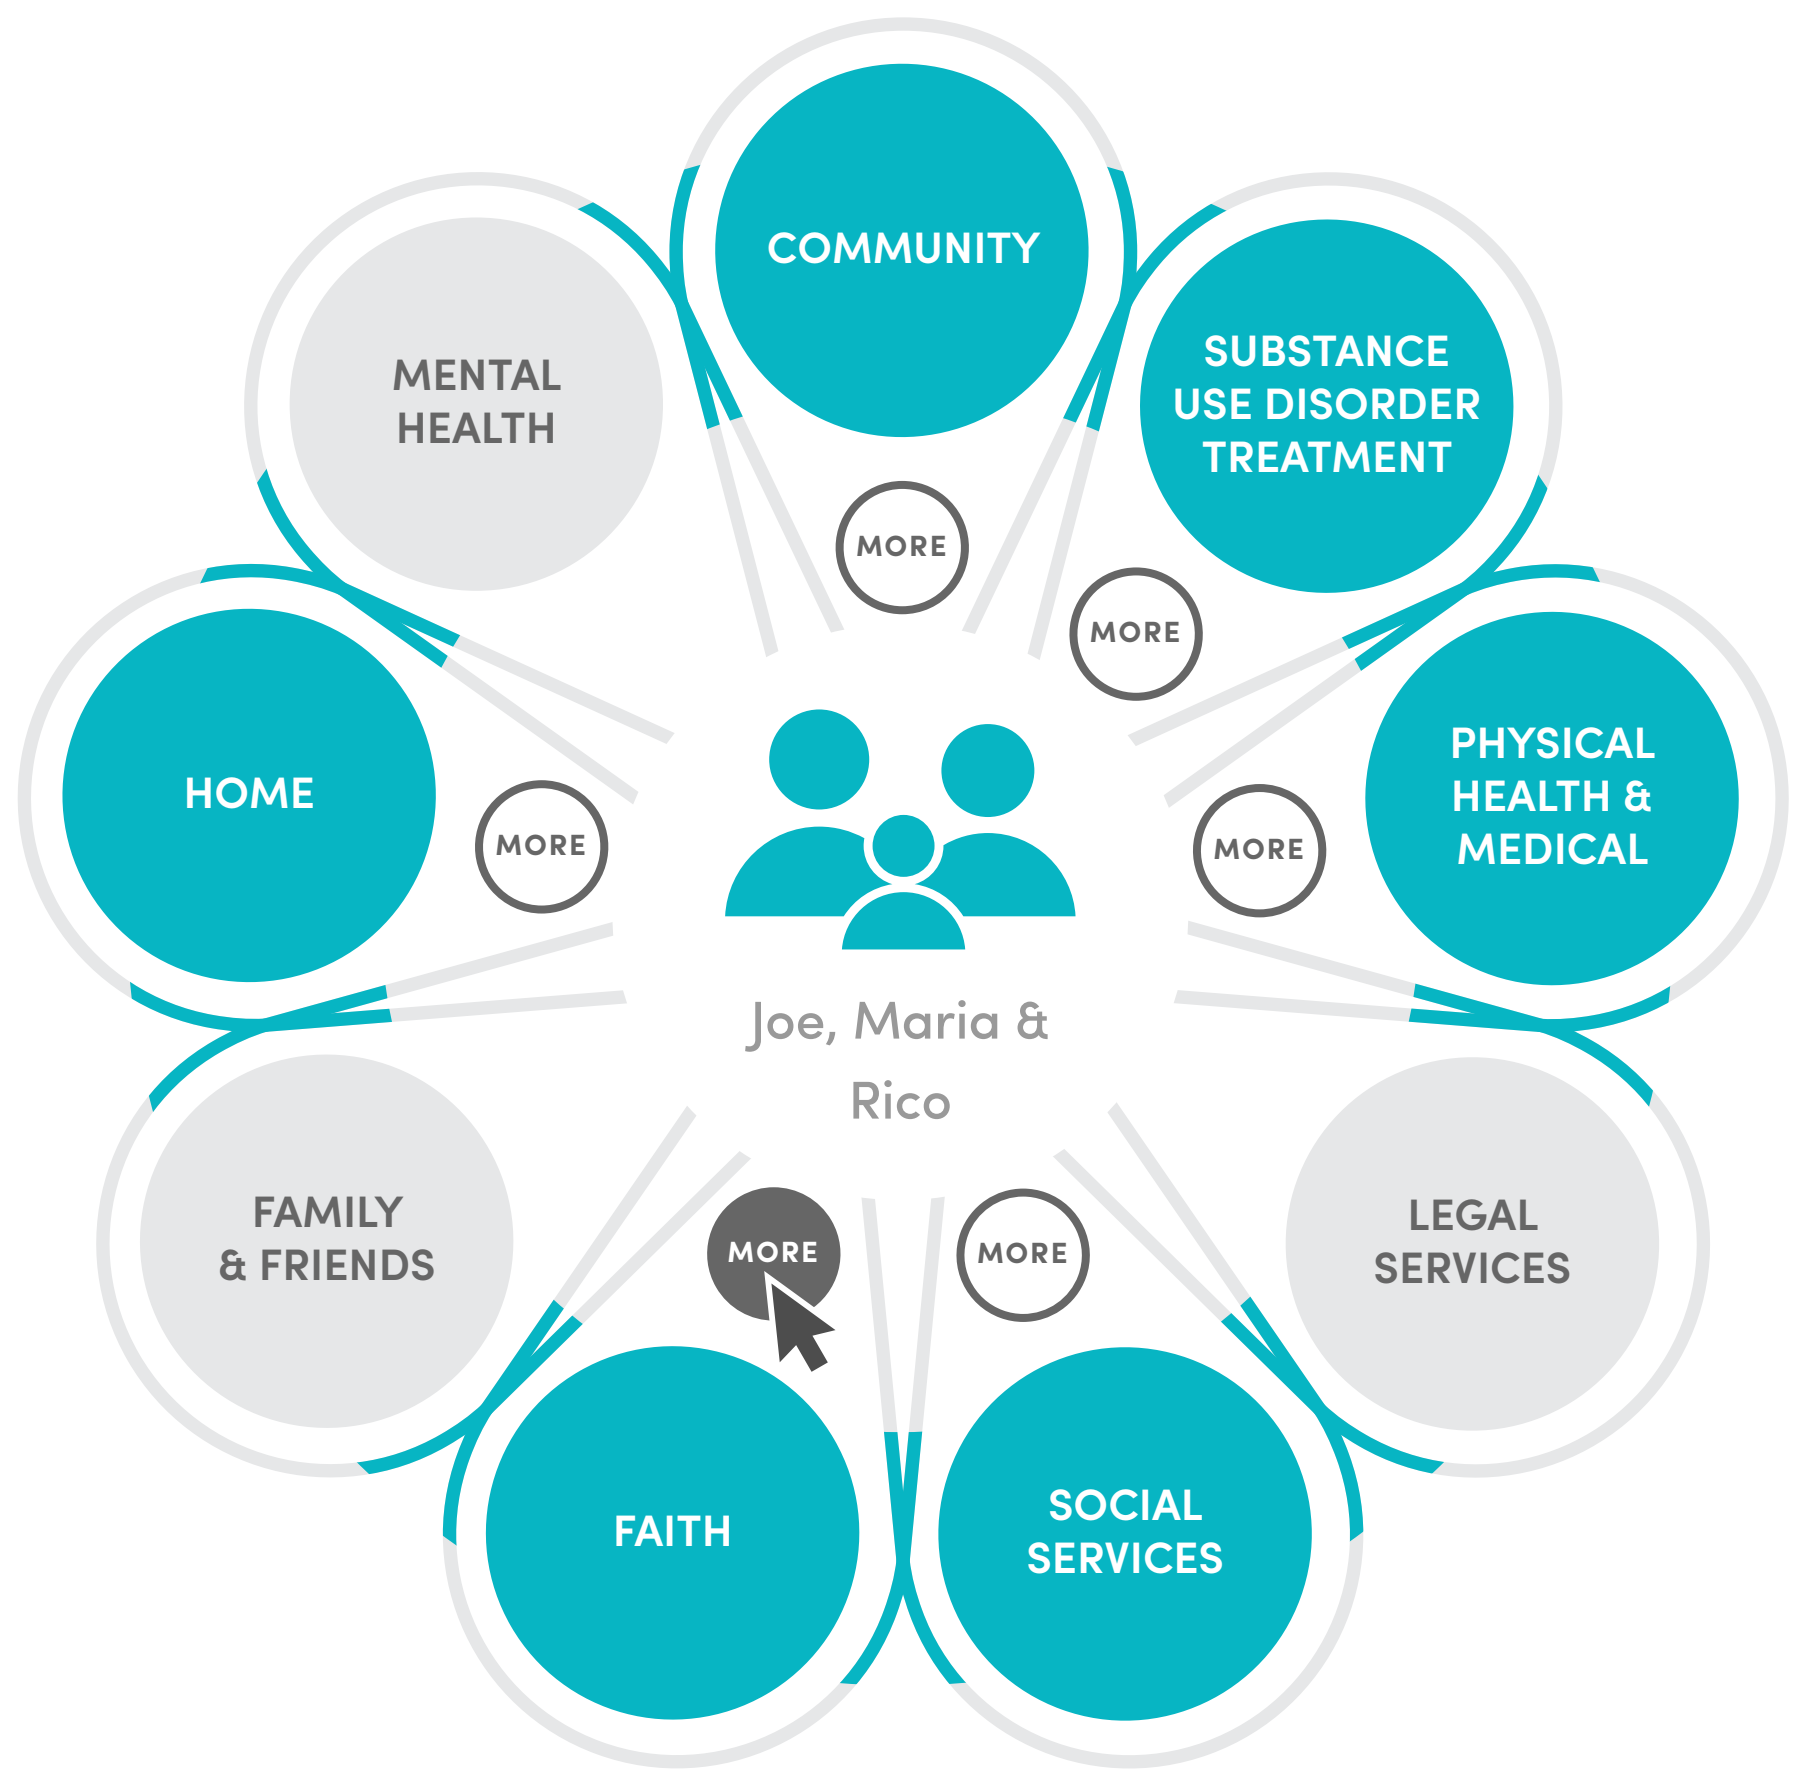 COMMUNITY
MORE
SUBSTANCE
USE DISORDER
TREATMENT
MORE
PHYSICAL
HEALTH &
MEDICAL
MORE
LEGAL
SERVICES
SOCIAL
SERVICES
MORE
FAITH
MORE
FAMILY
& FRIENDS
HOME
MORE
MENTAL
HEALTH
Joe, Maria &
Rico